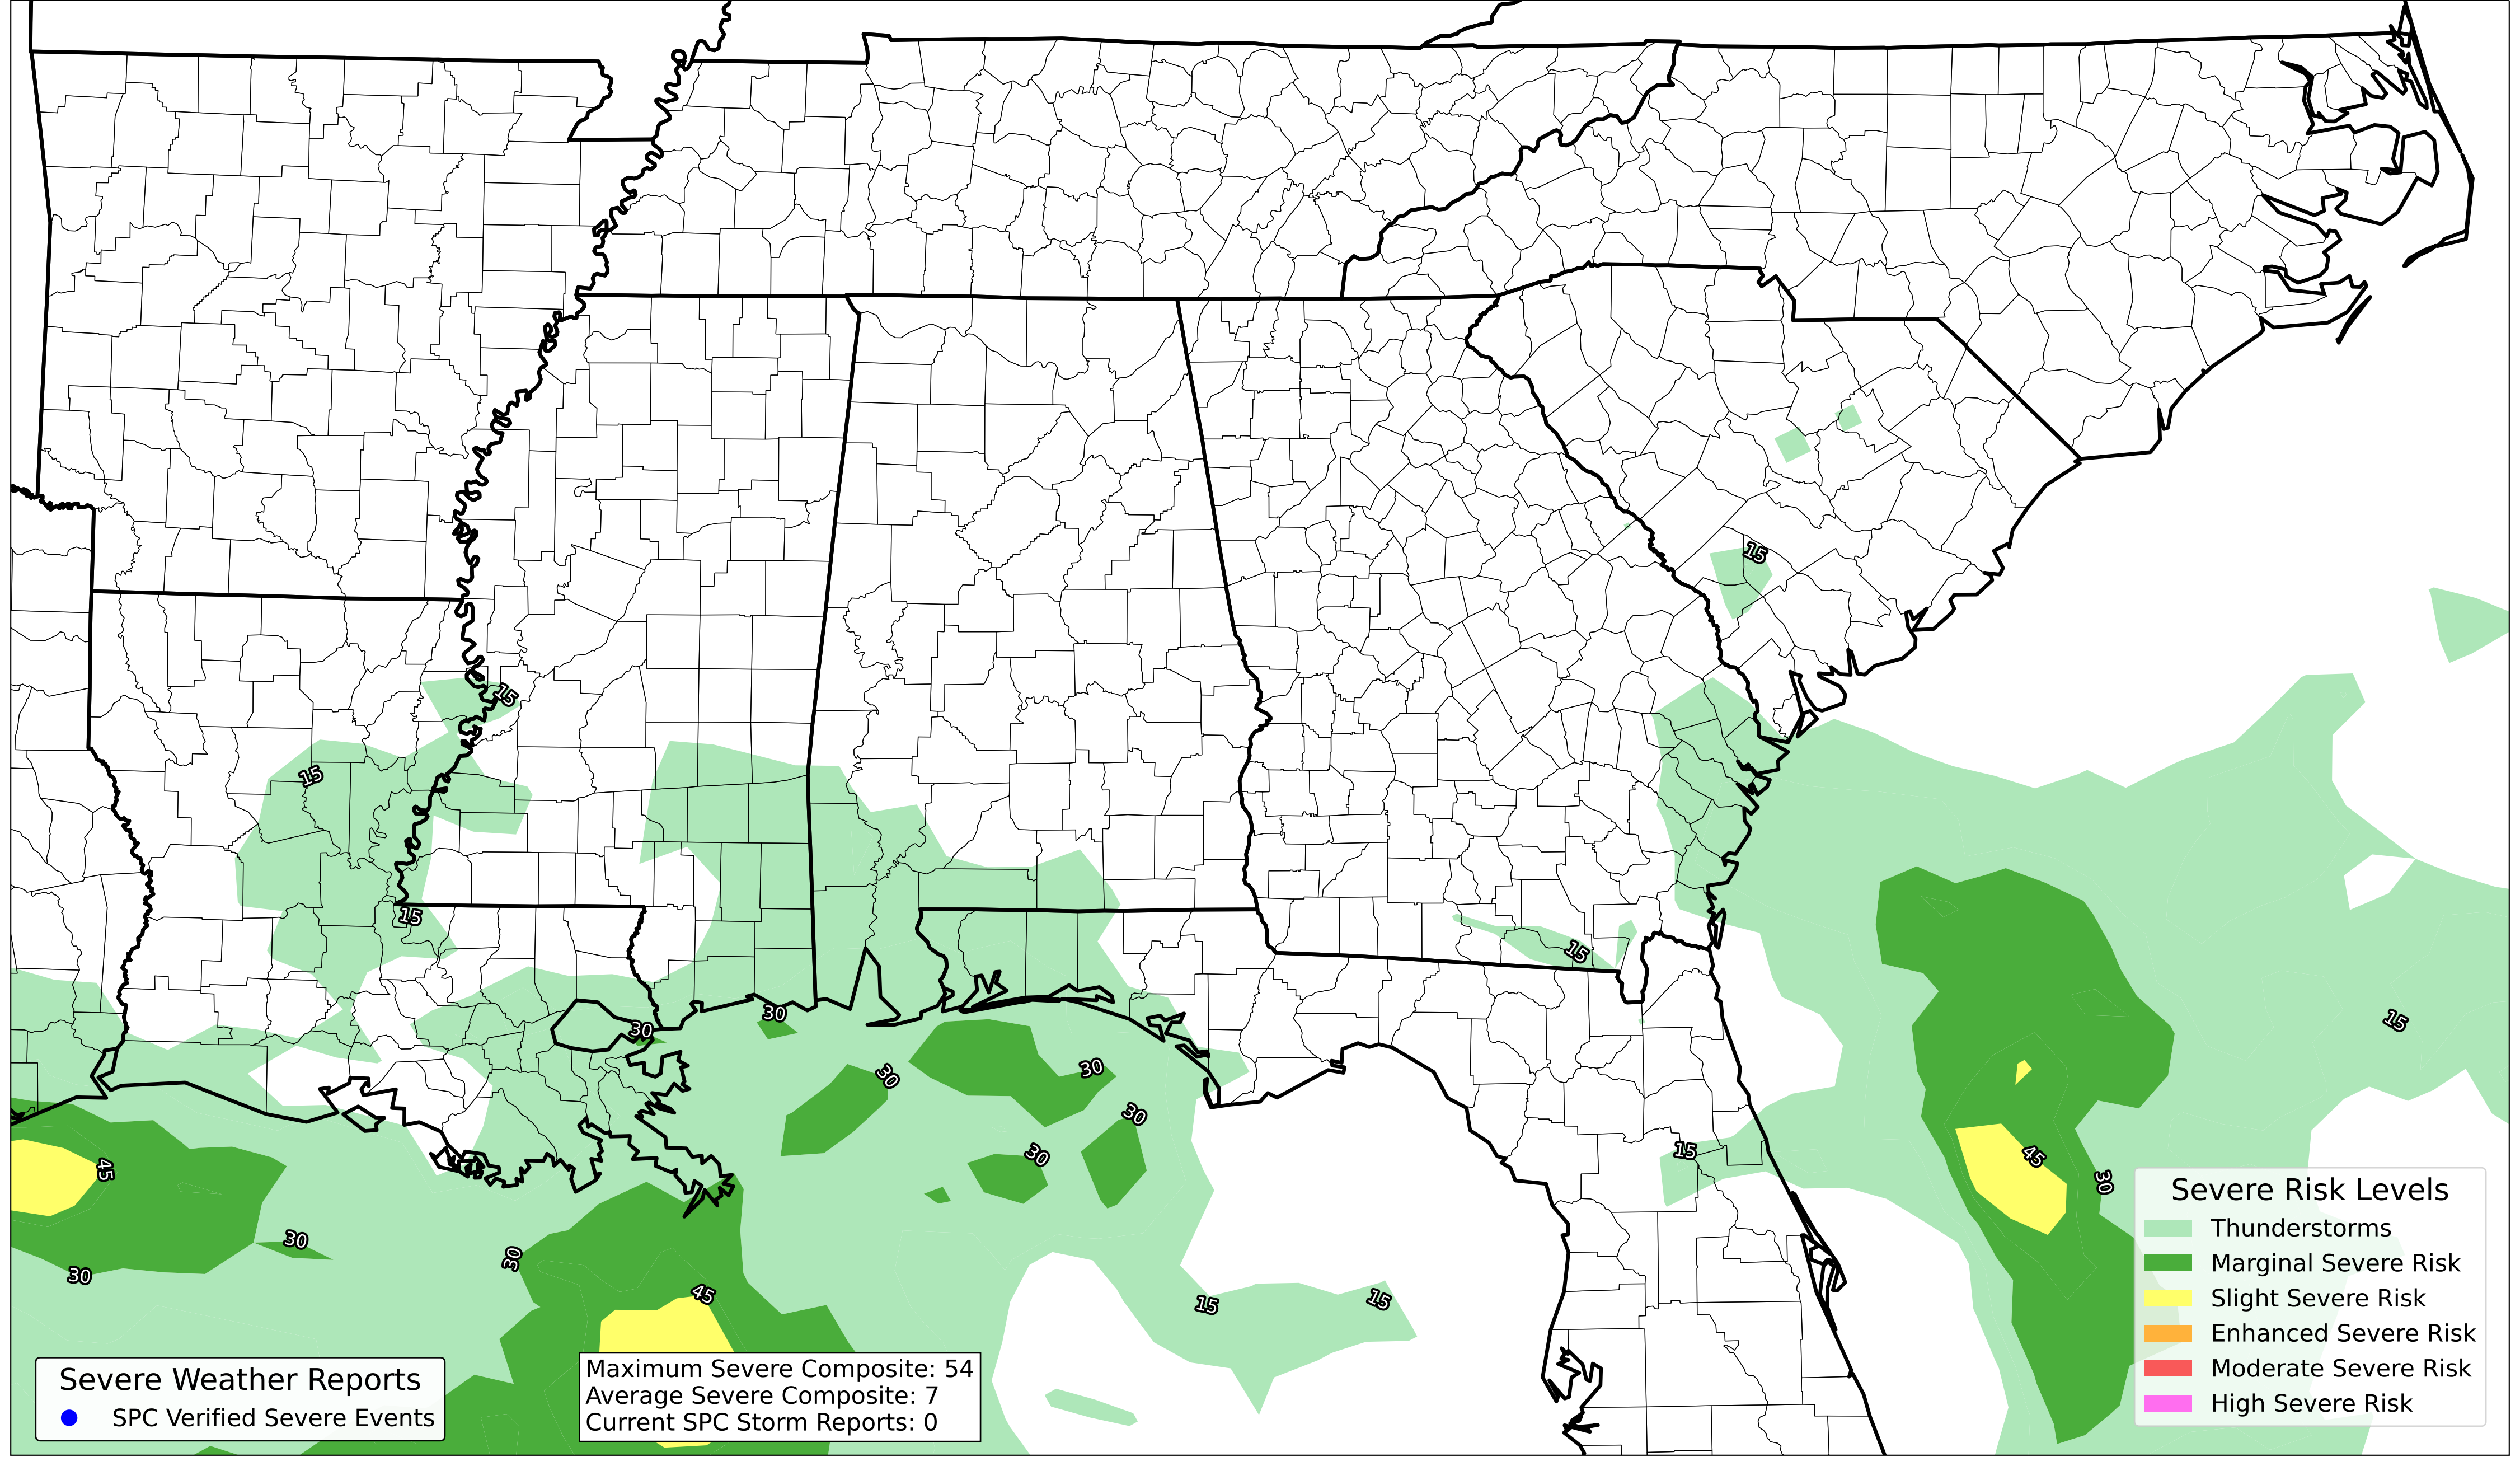 15
15
15
15
30
30
15
15
30
30
30
15
30
45
45
30
30
30
30
45
15
15
Severe Risk Levels
Thunderstorms
Marginal Severe Risk
Slight Severe Risk
Enhanced Severe Risk
Moderate Severe Risk
High Severe Risk
Severe Weather Reports
SPC Verified Severe Events
Maximum Severe Composite: 54
Average Severe Composite: 7
Current SPC Storm Reports: 0